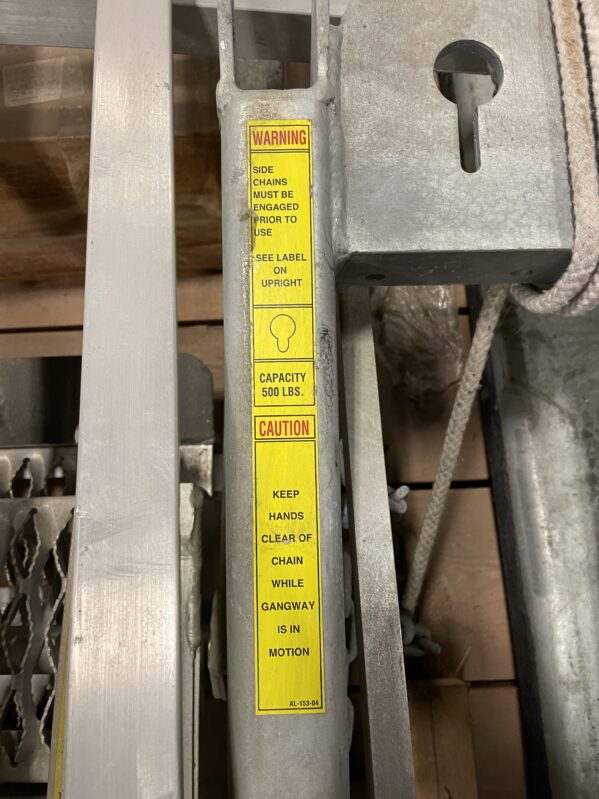 WARNING
SIDE
CHAINS
MUST BE
ENGAGED
PRIOR TO
USE
SEE LABEL
ON
UPRIGHT
CAPACITY
500 LBS.
CAUTION
KEEP
HANDS
CLEAR OF
CHAIN
WHILE
GANGWAY
IS IN
MOTION
AL-153-04